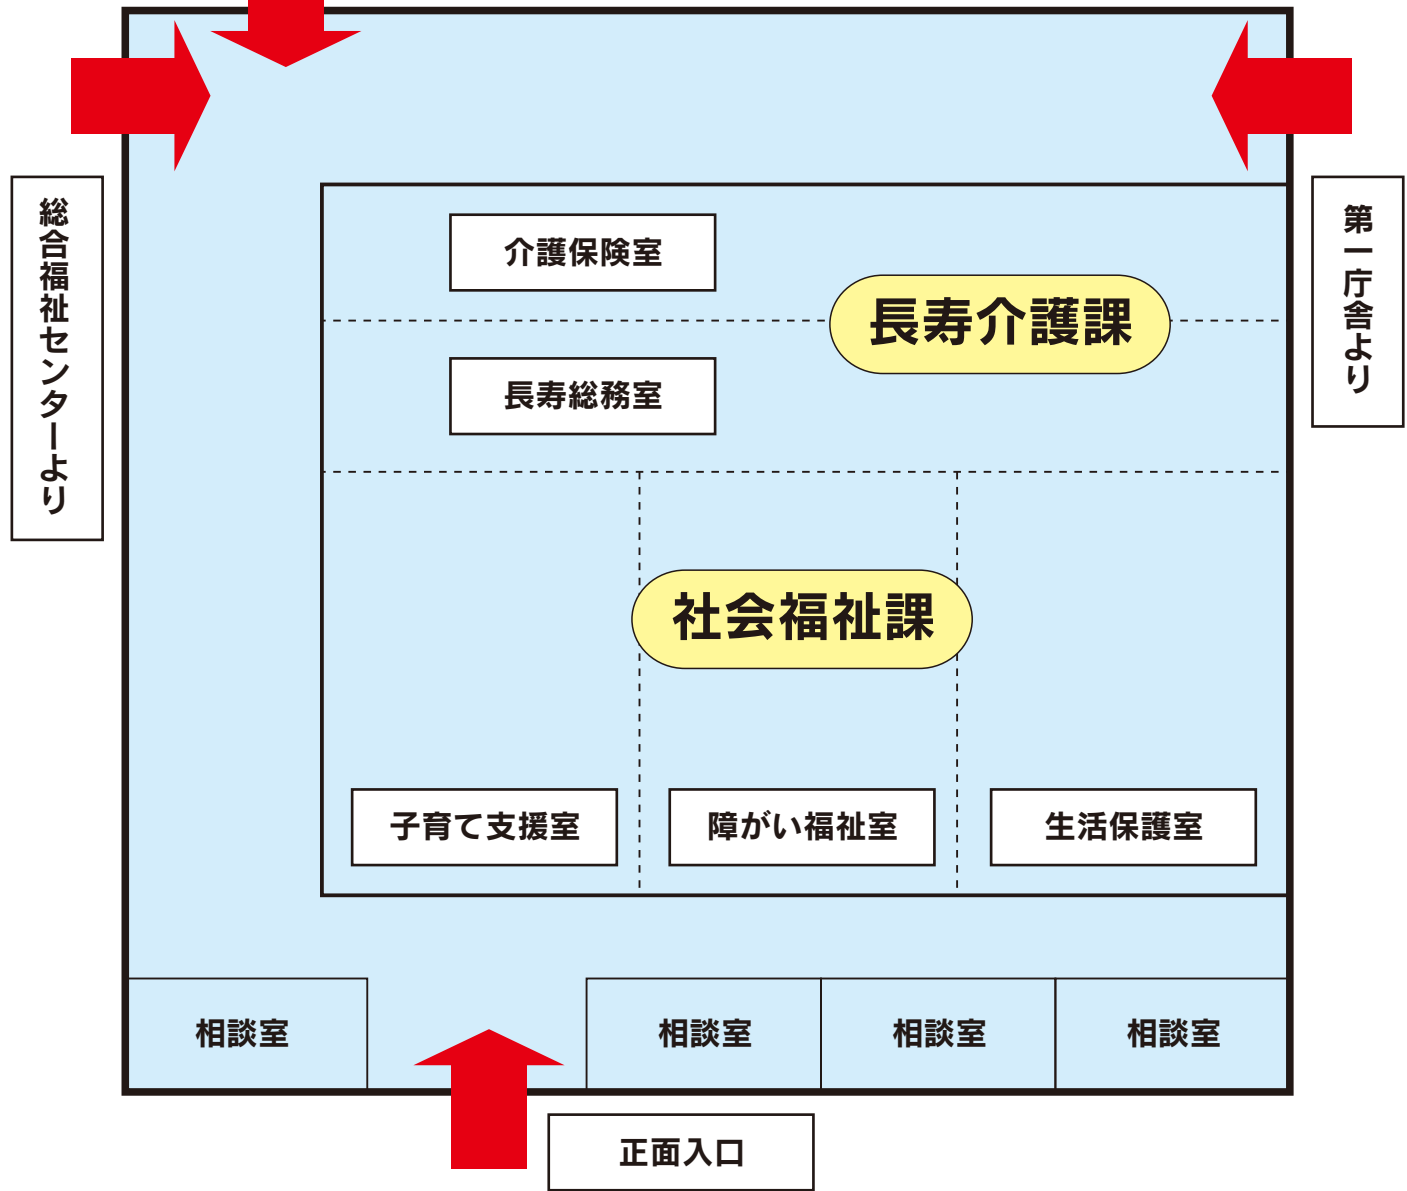 総合福祉センターより
第一庁舎より
介護保険室
長寿介護課
長寿総務室
社会福祉課
子育て支援室
障がい福祉室
生活保護室
相談室
相談室
相談室
相談室
正面入口